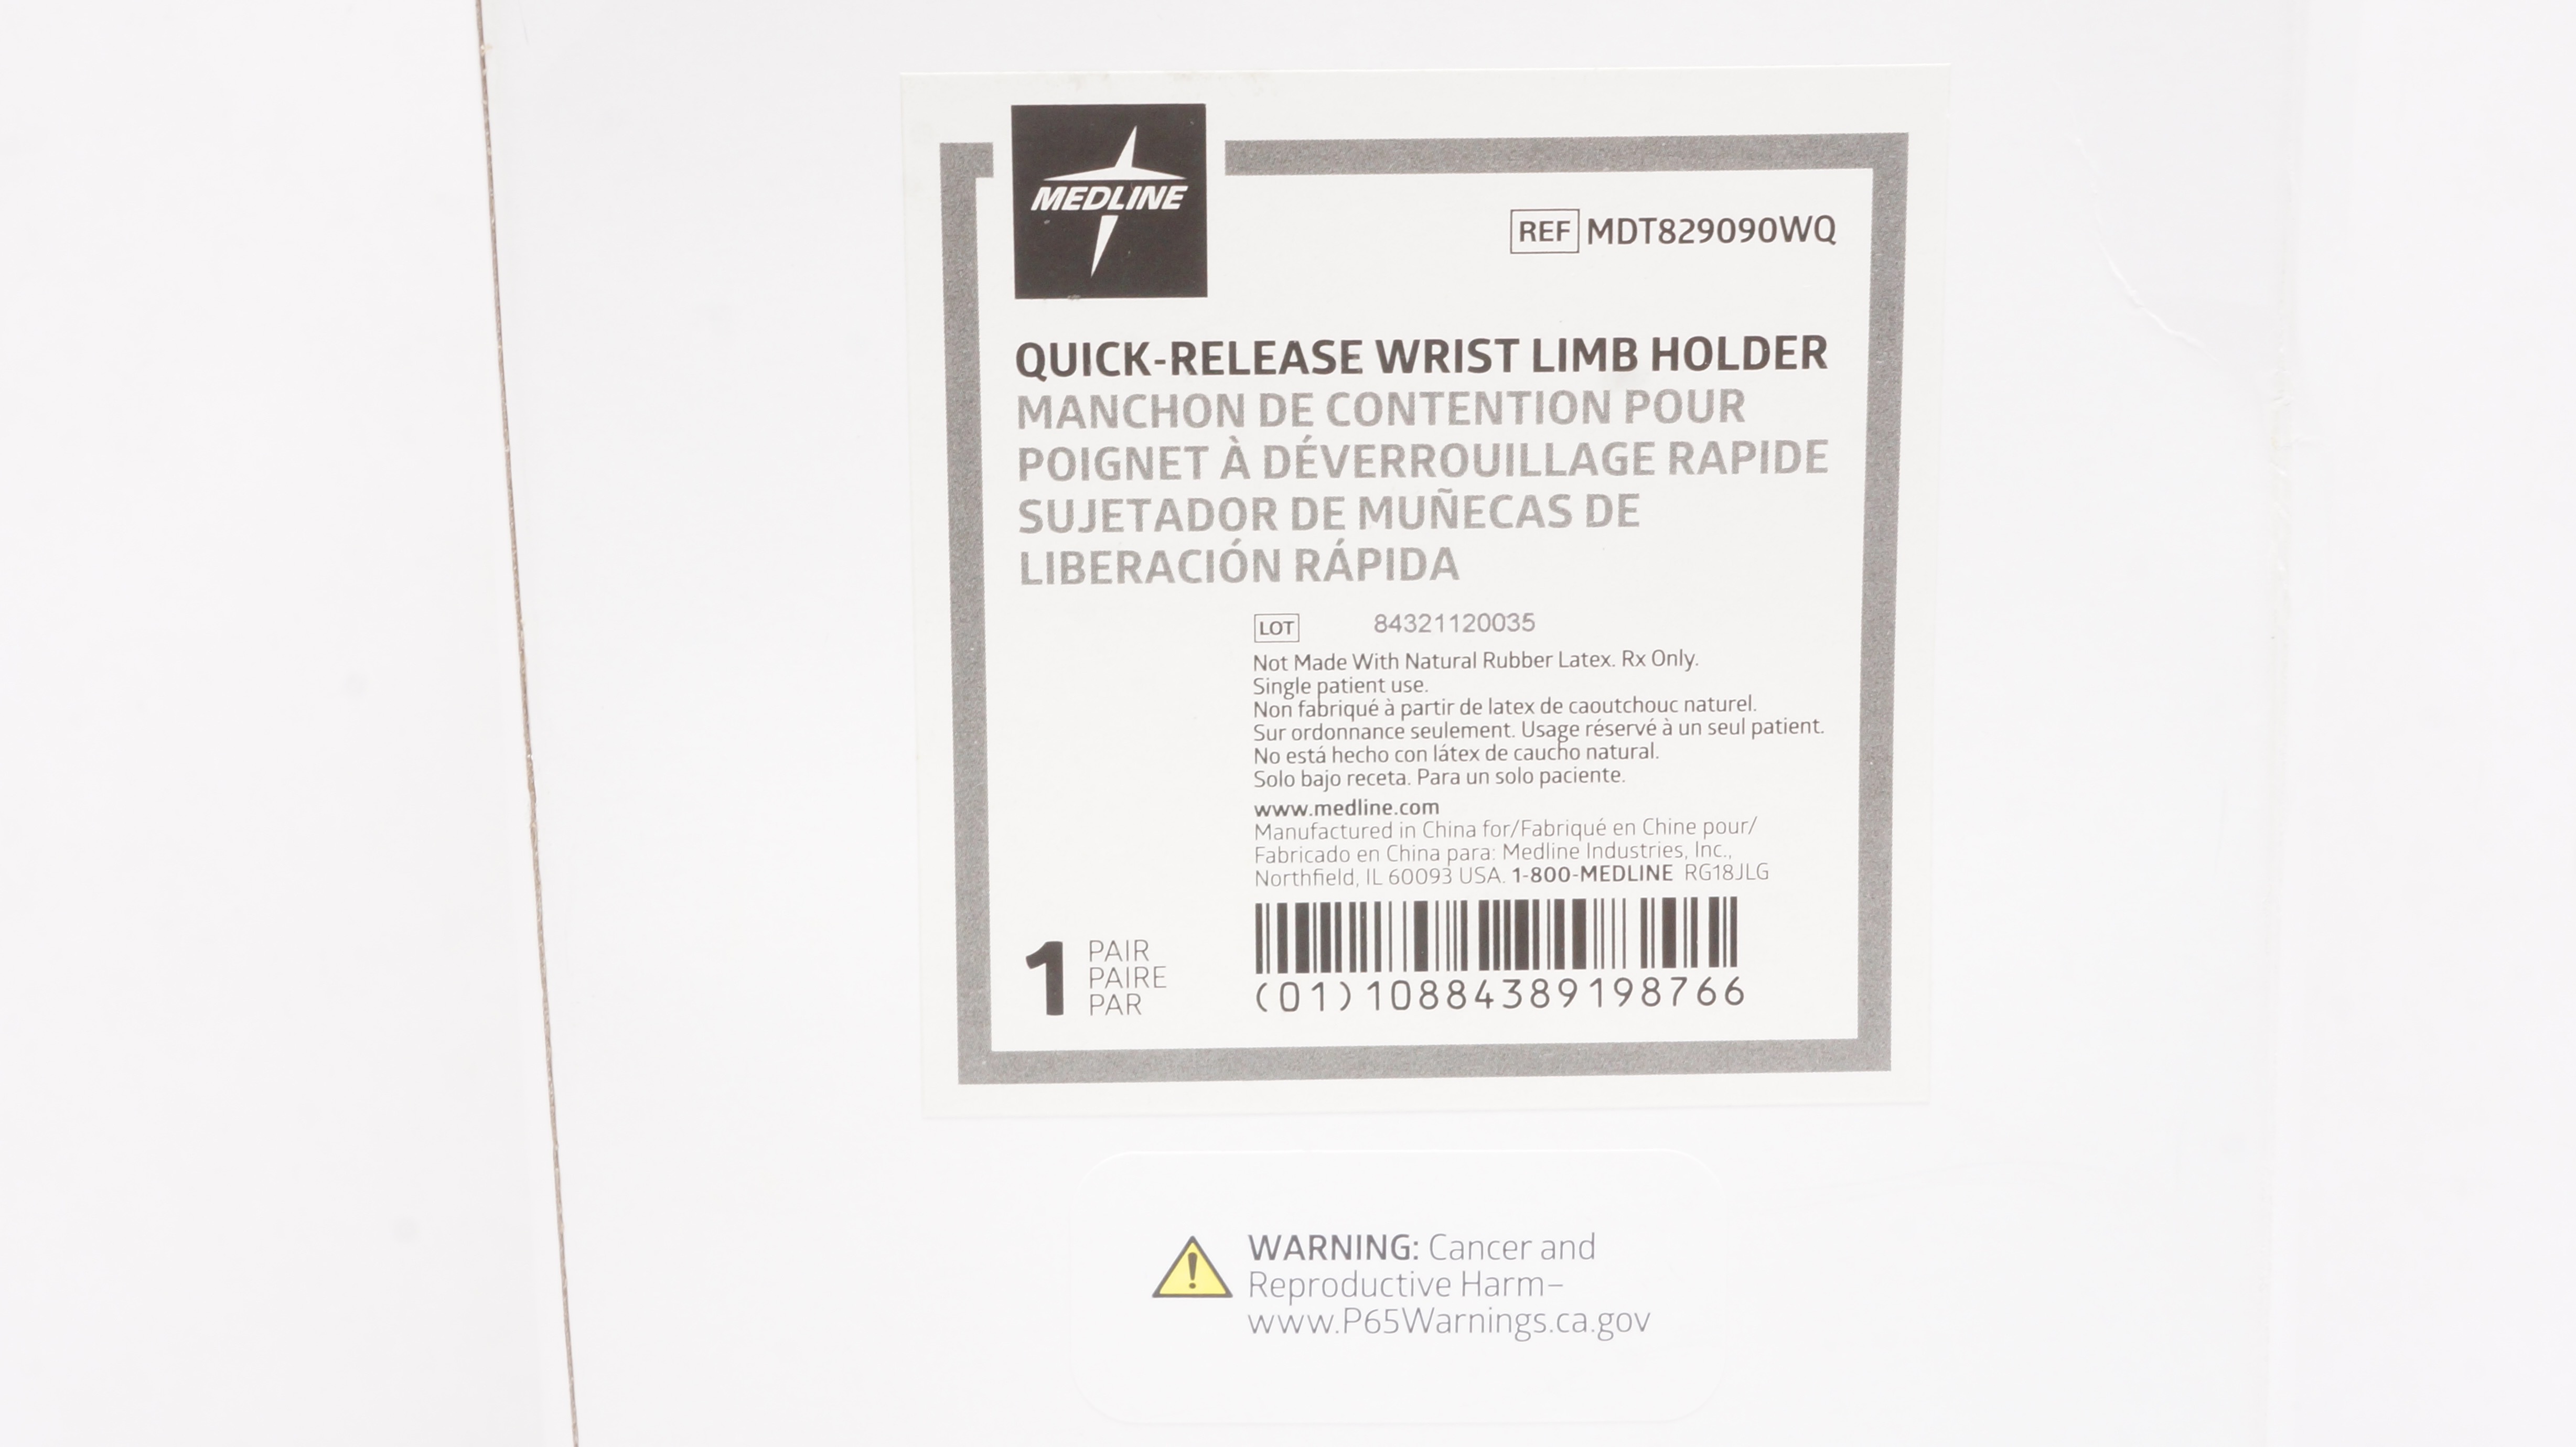 MEDLINE
REF MDT829090WQ
QUICK-RELEASE WRIST LIMB HOLDER
MANCHON DE CONTENTION POUR
POIGNET À DÉVERROUILLAGE RAPIDE
SUJETADOR DE MUÑECAS DE
LIBERACIÓN RÁPIDA
LOT 84321120035
Not Made With Natural Rubber Latex. Rx Only.
Single patient use.
Non fabriqué à partir de latex de caoutchouc naturel.
Sur ordonnance seulement. Usage réservé à un seul patient.
No está hecho con látex de caucho natural.
Solo bajo receta. Para un solo paciente.
www.medline.com
Manufactured in China for/Fabriqué en Chine pour/
Fabricado en China para: Medline Industries, Inc.,
Northfield, IL 60093 USA. 1-800-MEDLINE RG18JLG
1 PAIR
PAIRE
PAR
(01)10884389198766
WARNING: Cancer and
Reproductive Harm–
www.P65Warnings.ca.gov